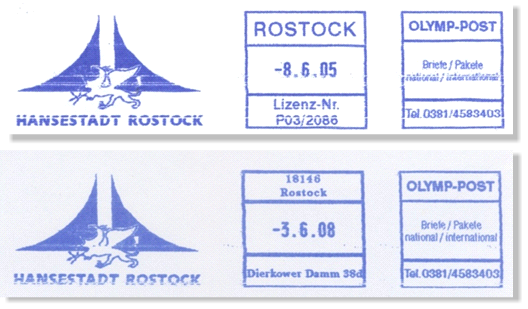 HANSESTADT ROSTOCK
ROSTOCK
-8.6.05
Lizenz-Nr.
P03/2086
OLYMP-POST
Briefe / Pakete
national / international
Tel.0381/4583403
HANSESTADT ROSTOCK
18146
Rostock
-3.6.08
Dierkower Damm 38d
OLYMP-POST
Briefe / Pakete
national / international
Tel.0381/4583403